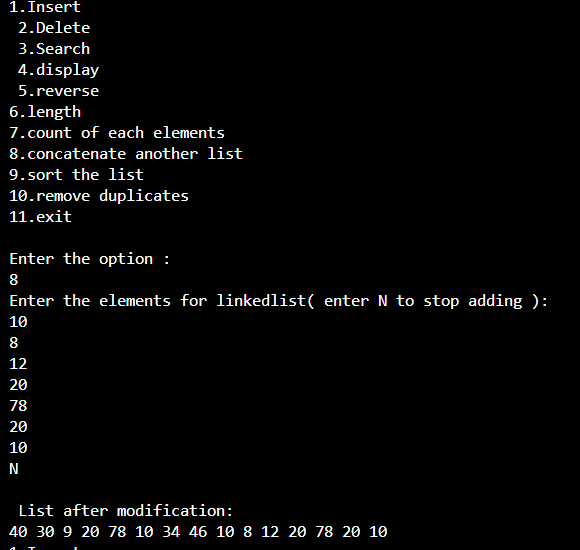 1.Insert
2.Delete
3.Search
4.display
5.reverse
6.length
7.count of each elements
8.concatenate another list
9.sort the list
10.remove duplicates
11.exit
Enter the option :
8
Enter the elements for linkedlist( enter N to stop adding ):
10
8
12
20
78
20
10
N
List after modification:
40 30 9 20 78 10 34 46 10 8 12 20 78 20 10